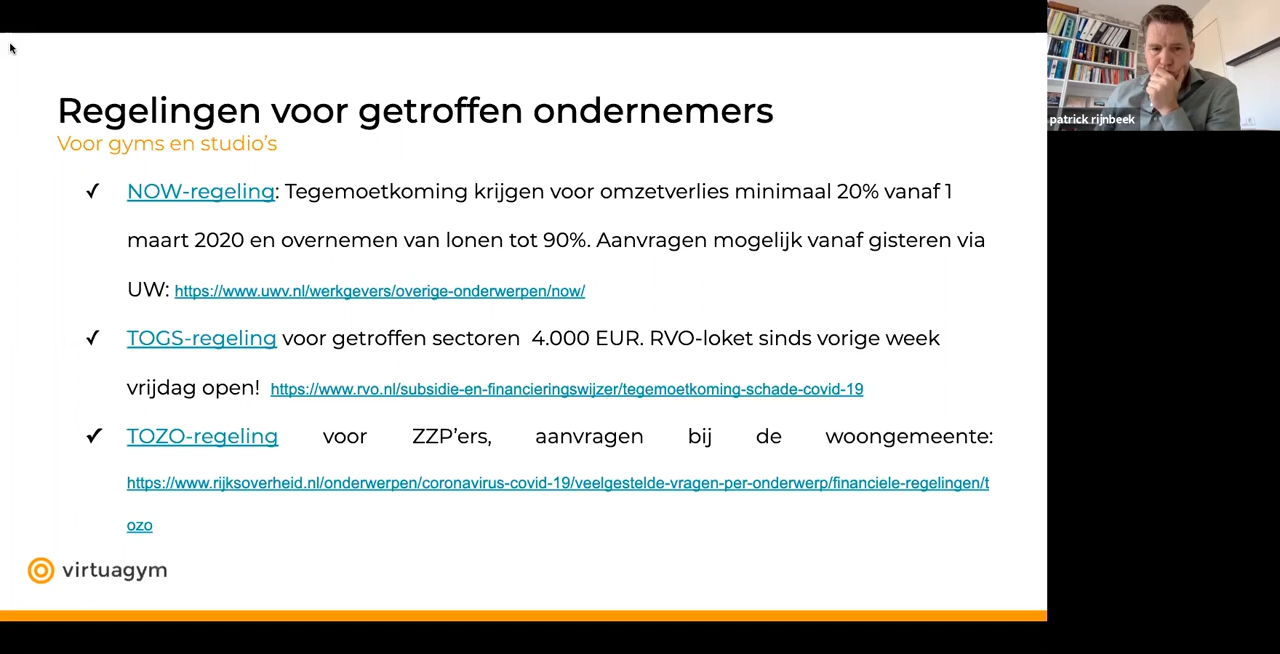 Regelingen voor getroffen ondernemers
Voor gyms en studio's
✓ NOW-regeling: Tegemoetkoming krijgen voor omzetverlies minimaal 20% vanaf 1
maart 2020 en overnemen van lonen tot 90%. Aanvragen mogelijk vanaf gisteren via
UW: https://www.uwv.nl/werkgevers/overige-onderwerpen/now/
✓ TOGS-regeling voor getroffen sectoren 4.000 EUR. RVO-loket sinds vorige week
vrijdag open! https://www.rvo.nl/subsidie-en-financieringswijzer/tegemoetkoming-schade-covid-19
✓ TOZO-regeling voor ZZP'ers, aanvragen bij de woongemeente:
https://www.rijksoverheid.nl/onderwerpen/coronavirus-covid-19/veelgestelde-vragen-per-onderwerp/financiele-regelingen/t
ozo
virtuagym
patrick rijnbeek